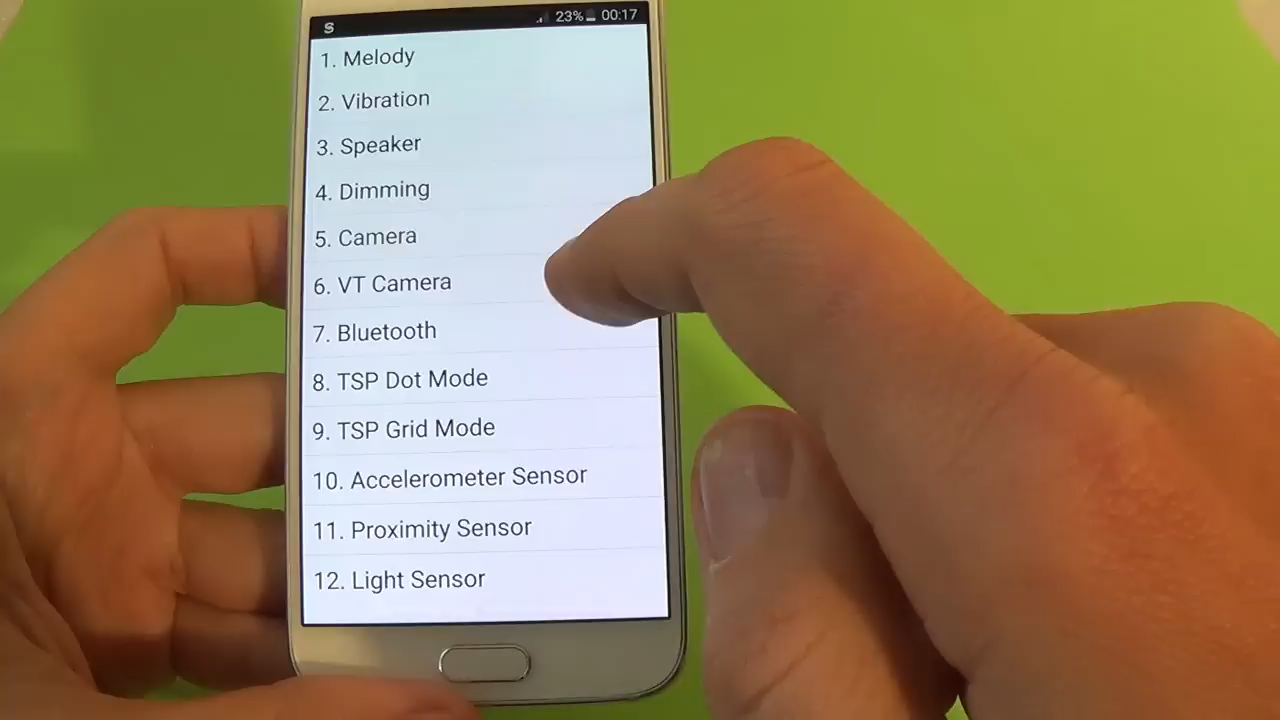 S 23% 00:17
1. Melody
2. Vibration
3. Speaker
4. Dimming
5. Camera
6. VT Camera
7. Bluetooth
8. TSP Dot Mode
9. TSP Grid Mode
10. Accelerometer Sensor
11. Proximity Sensor
12. Light Sensor